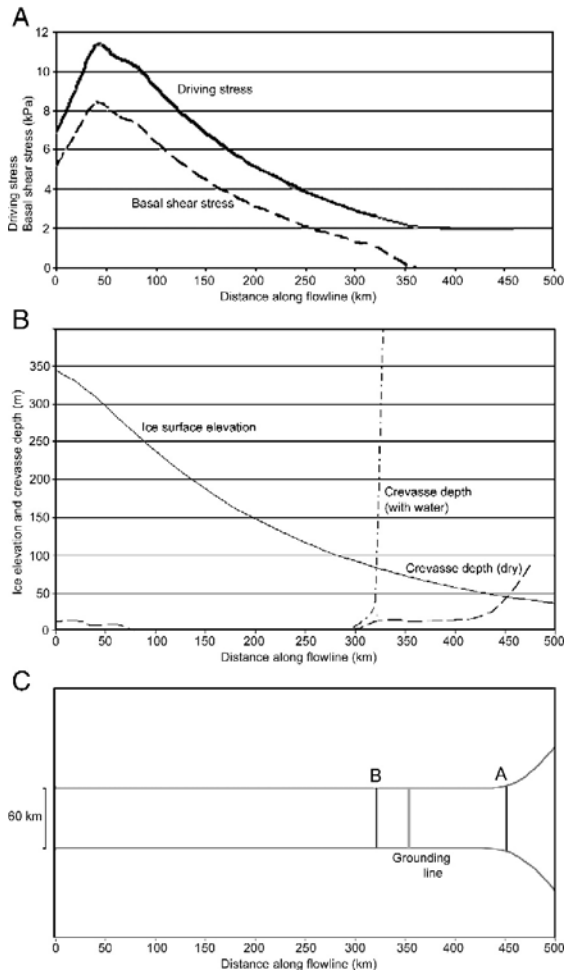 A
12
10
8
6
4
2
0
Driving stress
Basal shear stress (kPa)
Driving stress
Basal shear stress
0 50 100 150 200 250 300 350 400 450 500
Distance along flowline (km)
B
350
300
250
200
150
100
50
0
Ice elevation and crevasse depth (m)
Ice surface elevation
Crevasse depth
(with water)
Crevasse depth (dry)
0 50 100 150 200 250 300 350 400 450 500
Distance along flowline (km)
C
60 km
B
A
Grounding
line
0 50 100 150 200 250 300 350 400 450 500
Distance along flowline (km)